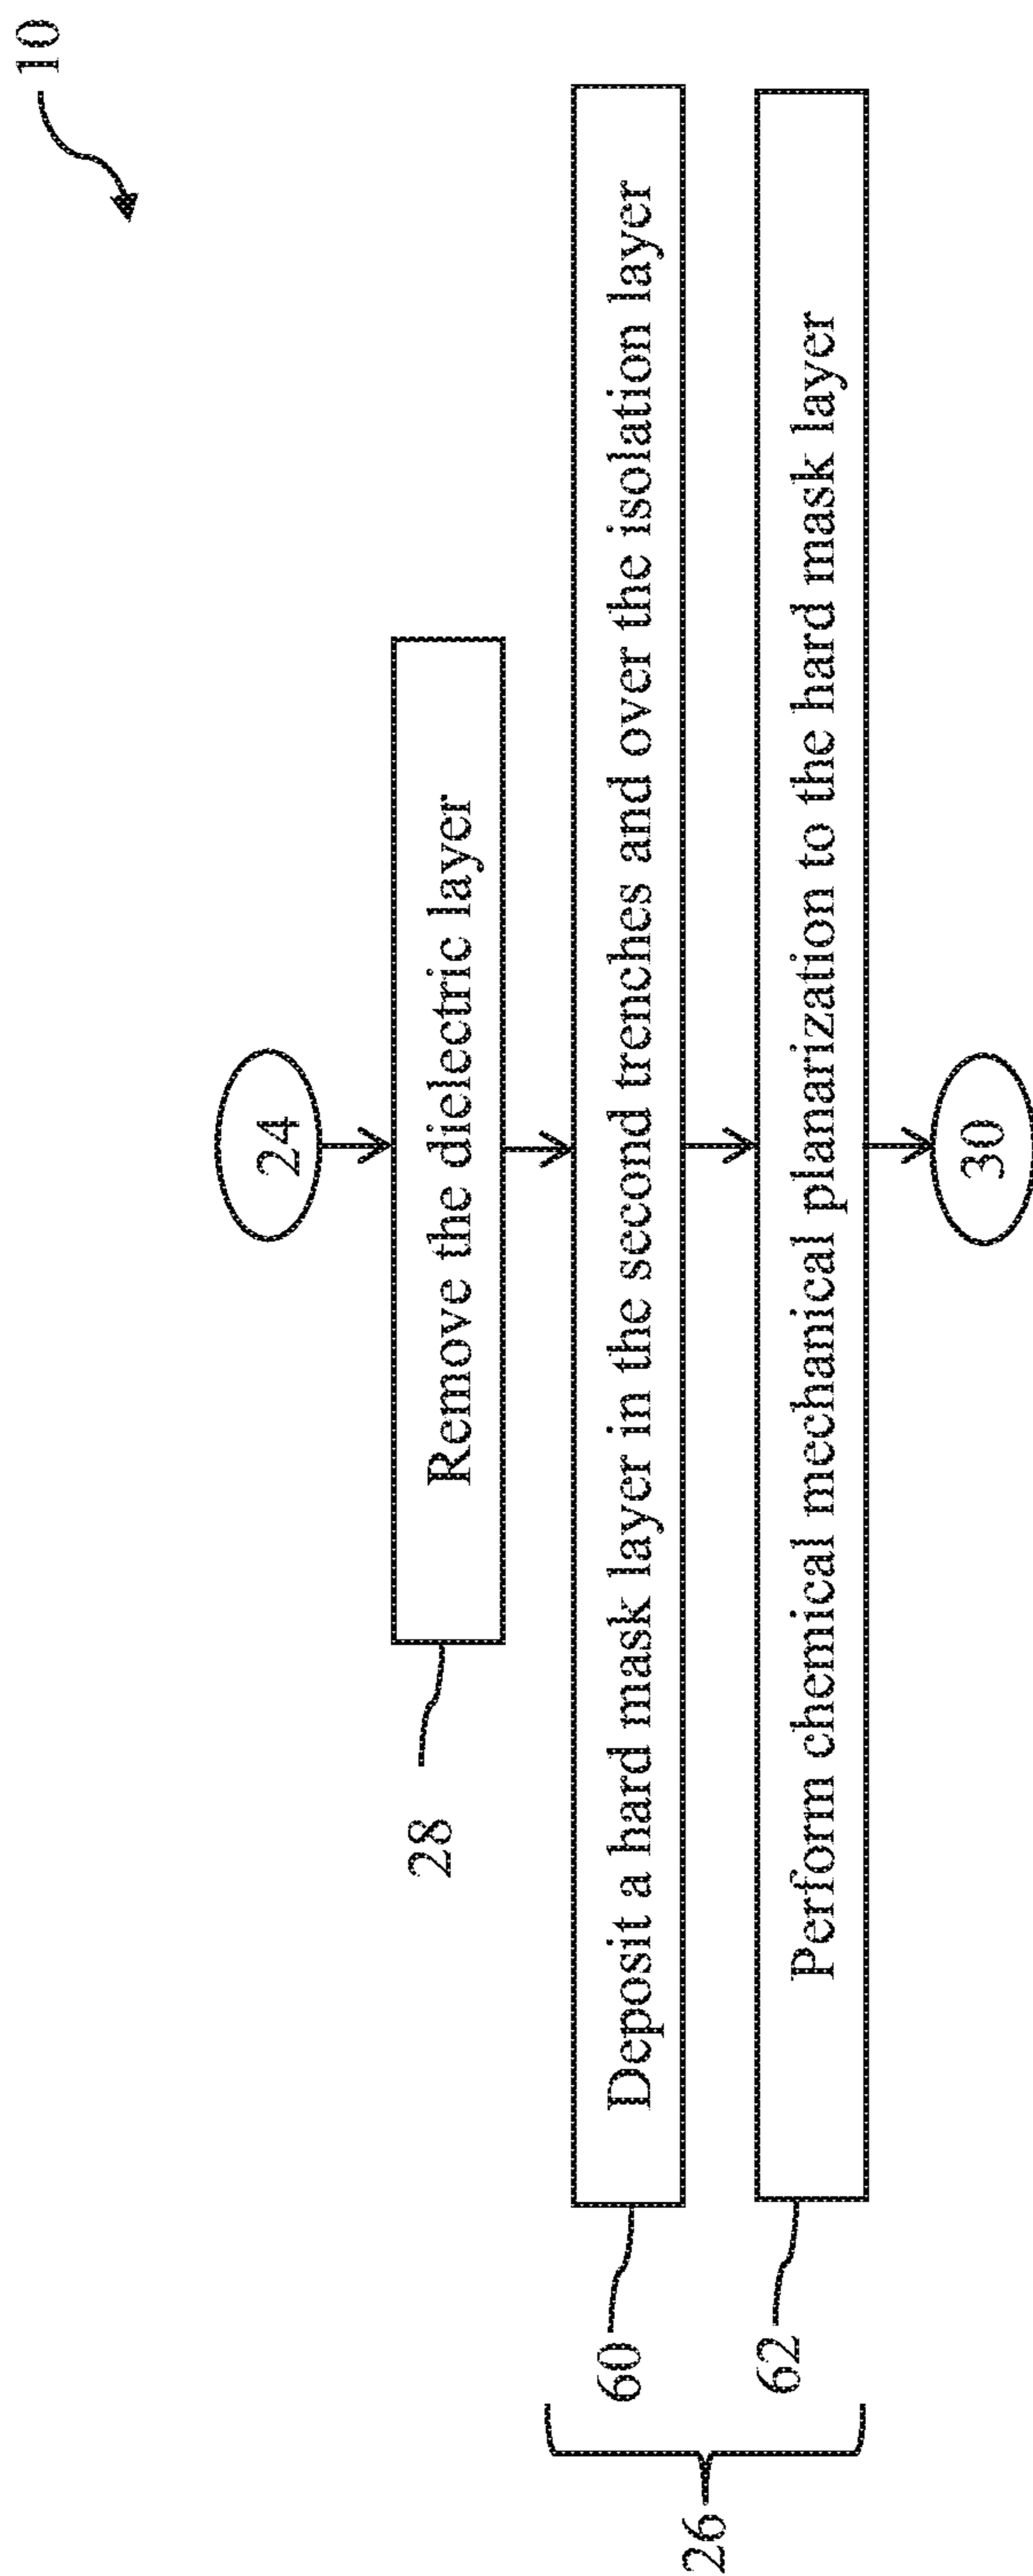 10
24
Remove the dielectric layer
28
Deposit a hard mask layer in the second trenches and over the isolation layer
60
Perform chemical mechanical planarization to the hard mask layer
62
26
30